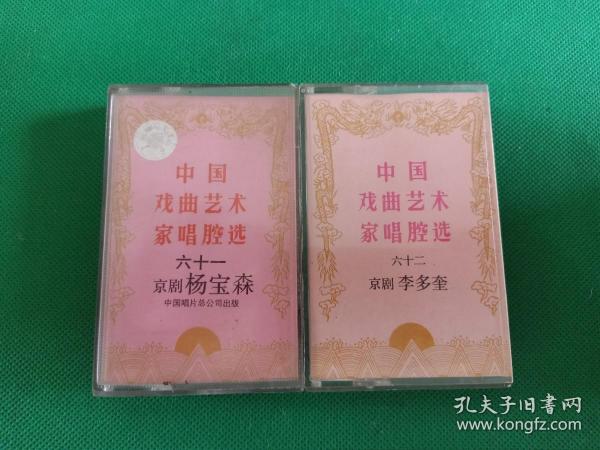 中国
戏曲艺术
家唱腔选
六十一
京剧 杨宝森
中国唱片总公司出版
中国
戏曲艺术
家唱腔选
六十二
京剧 李多奎
孔夫子旧书网
www.kongfz.com